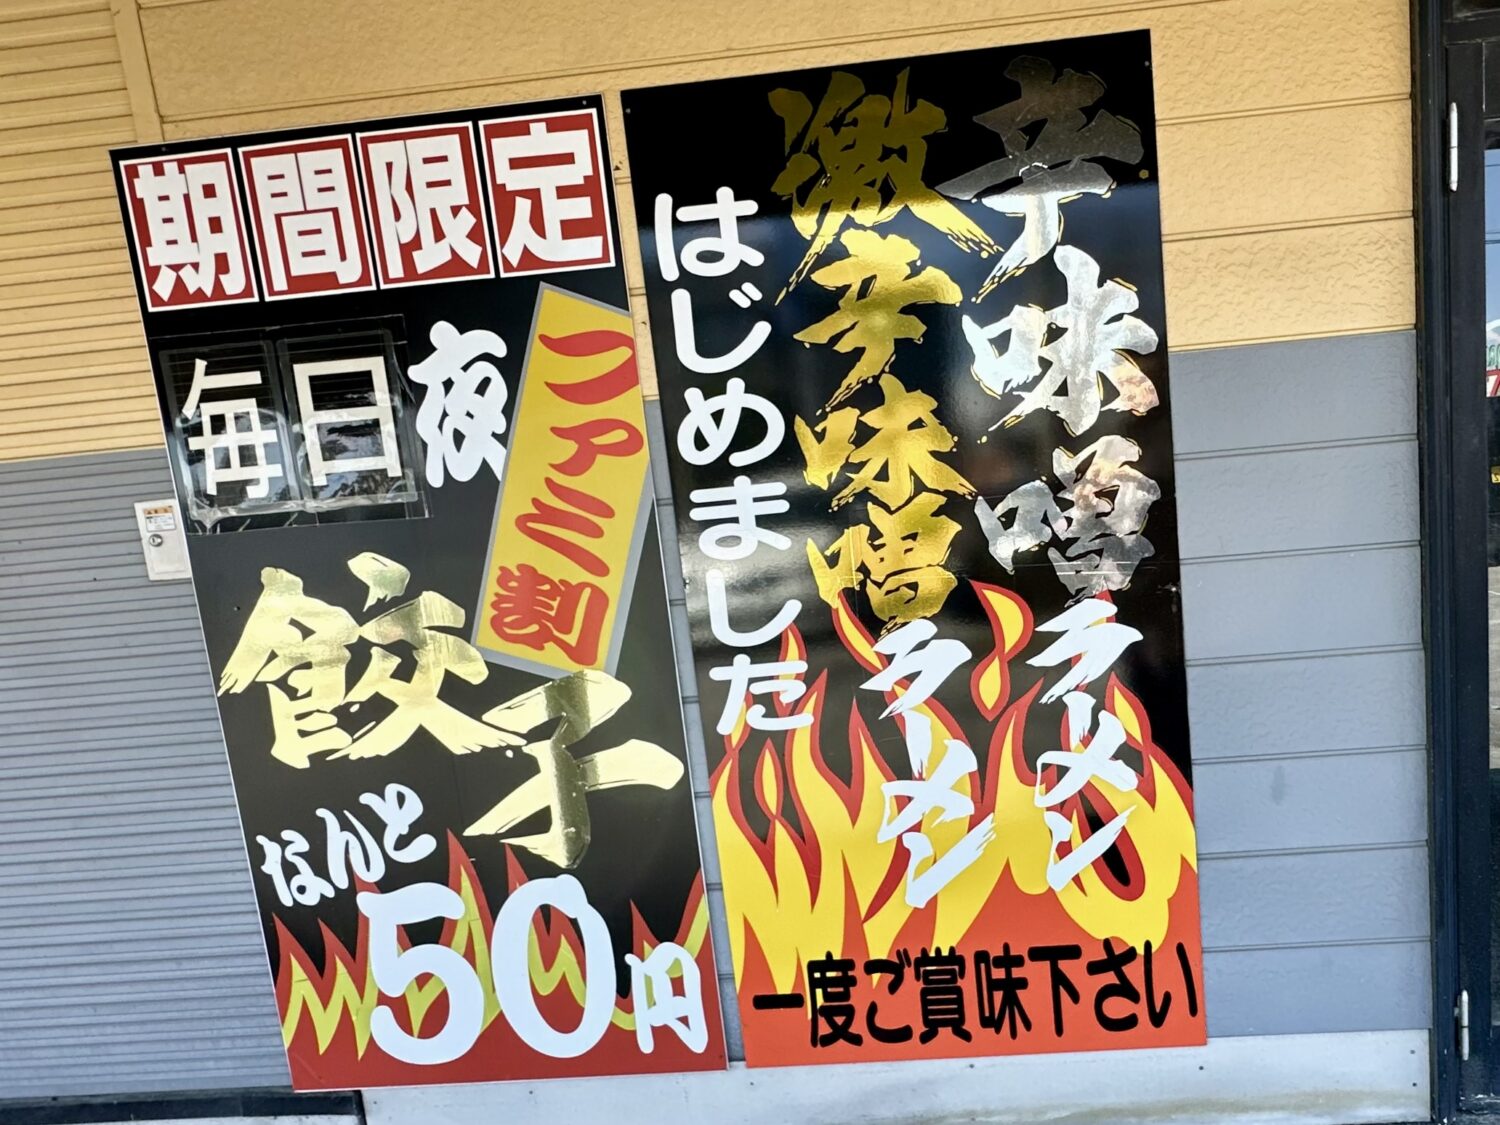 期間限定
毎日夜
ファミ割
餃子
なんと
50円
辛味噌ラーメン
激辛味噌ラーメン
はじめました
一度ご賞味下さい